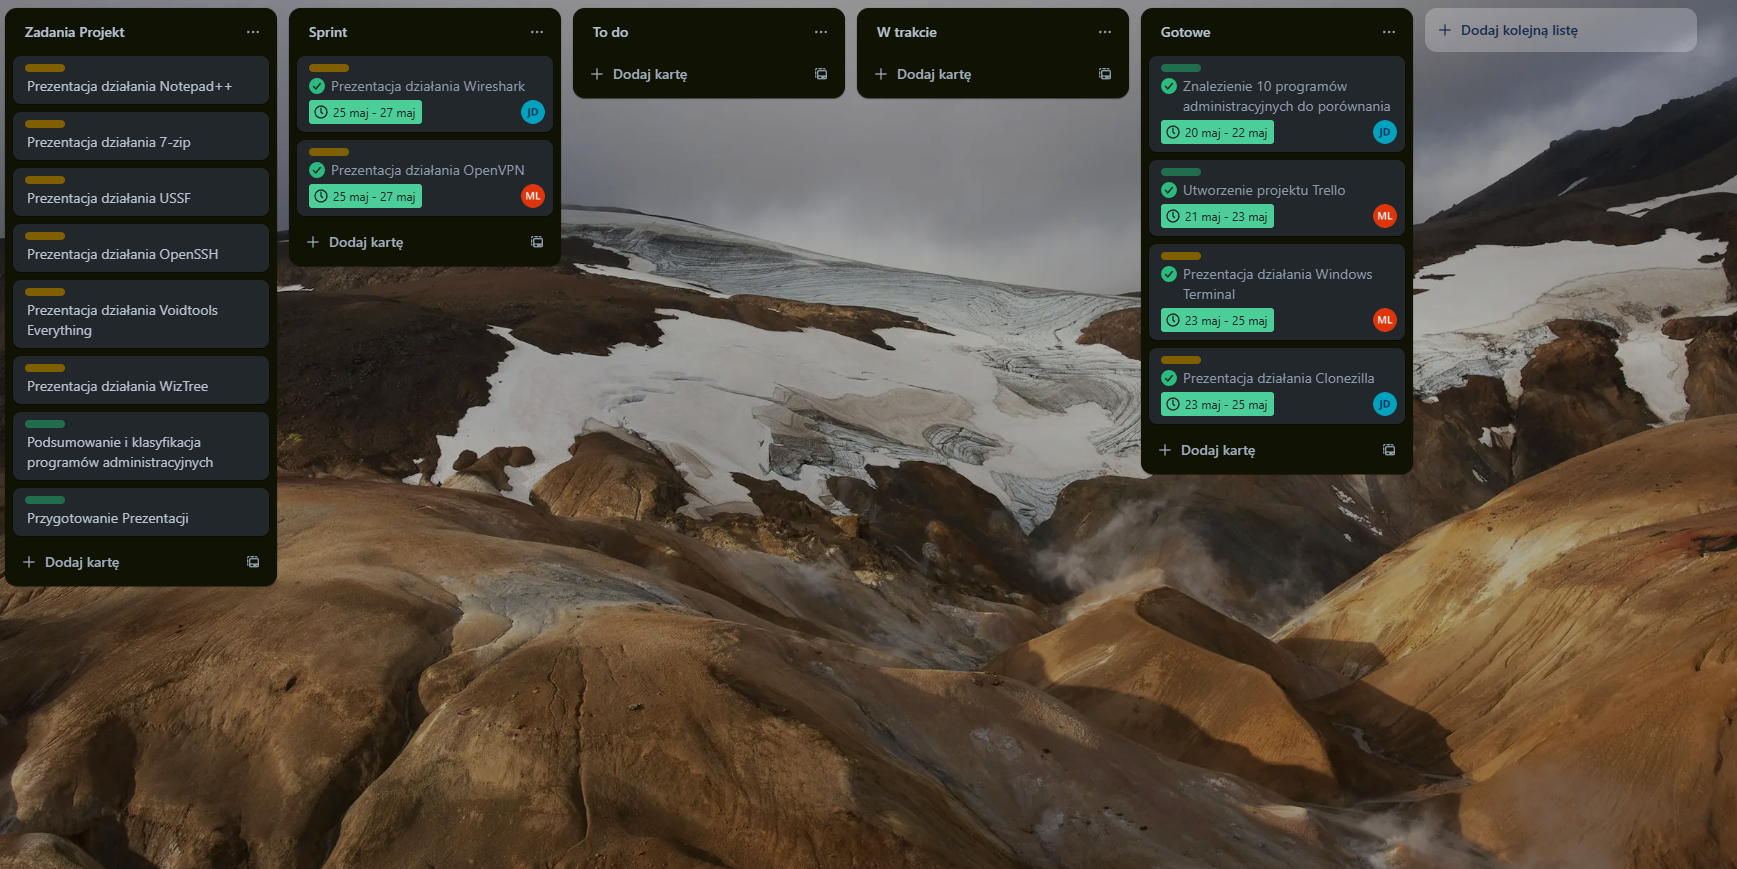 Zadania Projekt
Prezentacja działania Notepad++
Prezentacja działania 7-zip
Prezentacja działania USSF
Prezentacja działania OpenSSH
Prezentacja działania Voidtools
Everything
Prezentacja działania WizTree
Podsumowanie i klasyfikacja
programów administracyjnych
Przygotowanie Prezentacji
Dodaj kartę
Sprint
Prezentacja działania Wireshark
25 maj - 27 maj
JD
Prezentacja działania OpenVPN
25 maj - 27 maj
ML
Dodaj kartę
To do
Dodaj kartę
W trakcie
Dodaj kartę
Gotowe
Znalezienie 10 programów
administracyjnych do porównania
20 maj - 22 maj
JD
Utworzenie projektu Trello
21 maj - 23 maj
ML
Prezentacja działania Windows
Terminal
23 maj - 25 maj
ML
Prezentacja działania Clonezilla
23 maj - 25 maj
JD
Dodaj kartę
Dodaj kolejną listę